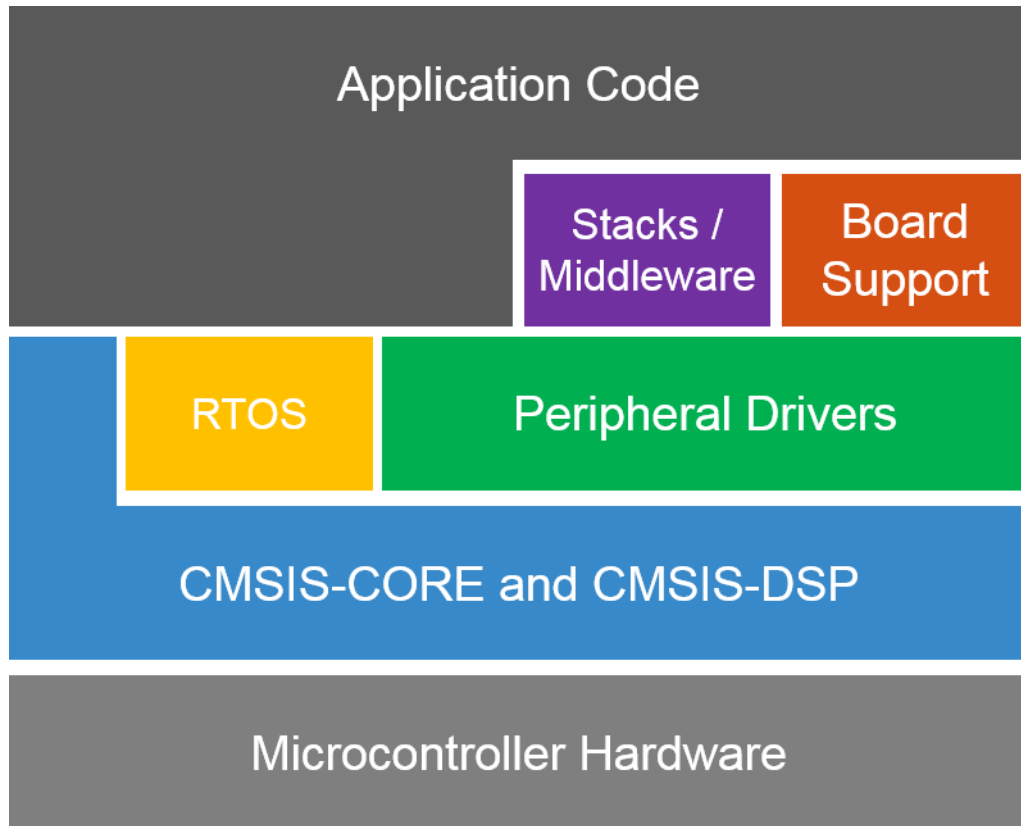 Application Code
Stacks /
Middleware
Board
Support
RTOS
Peripheral Drivers
CMSIS-CORE and CMSIS-DSP
Microcontroller Hardware